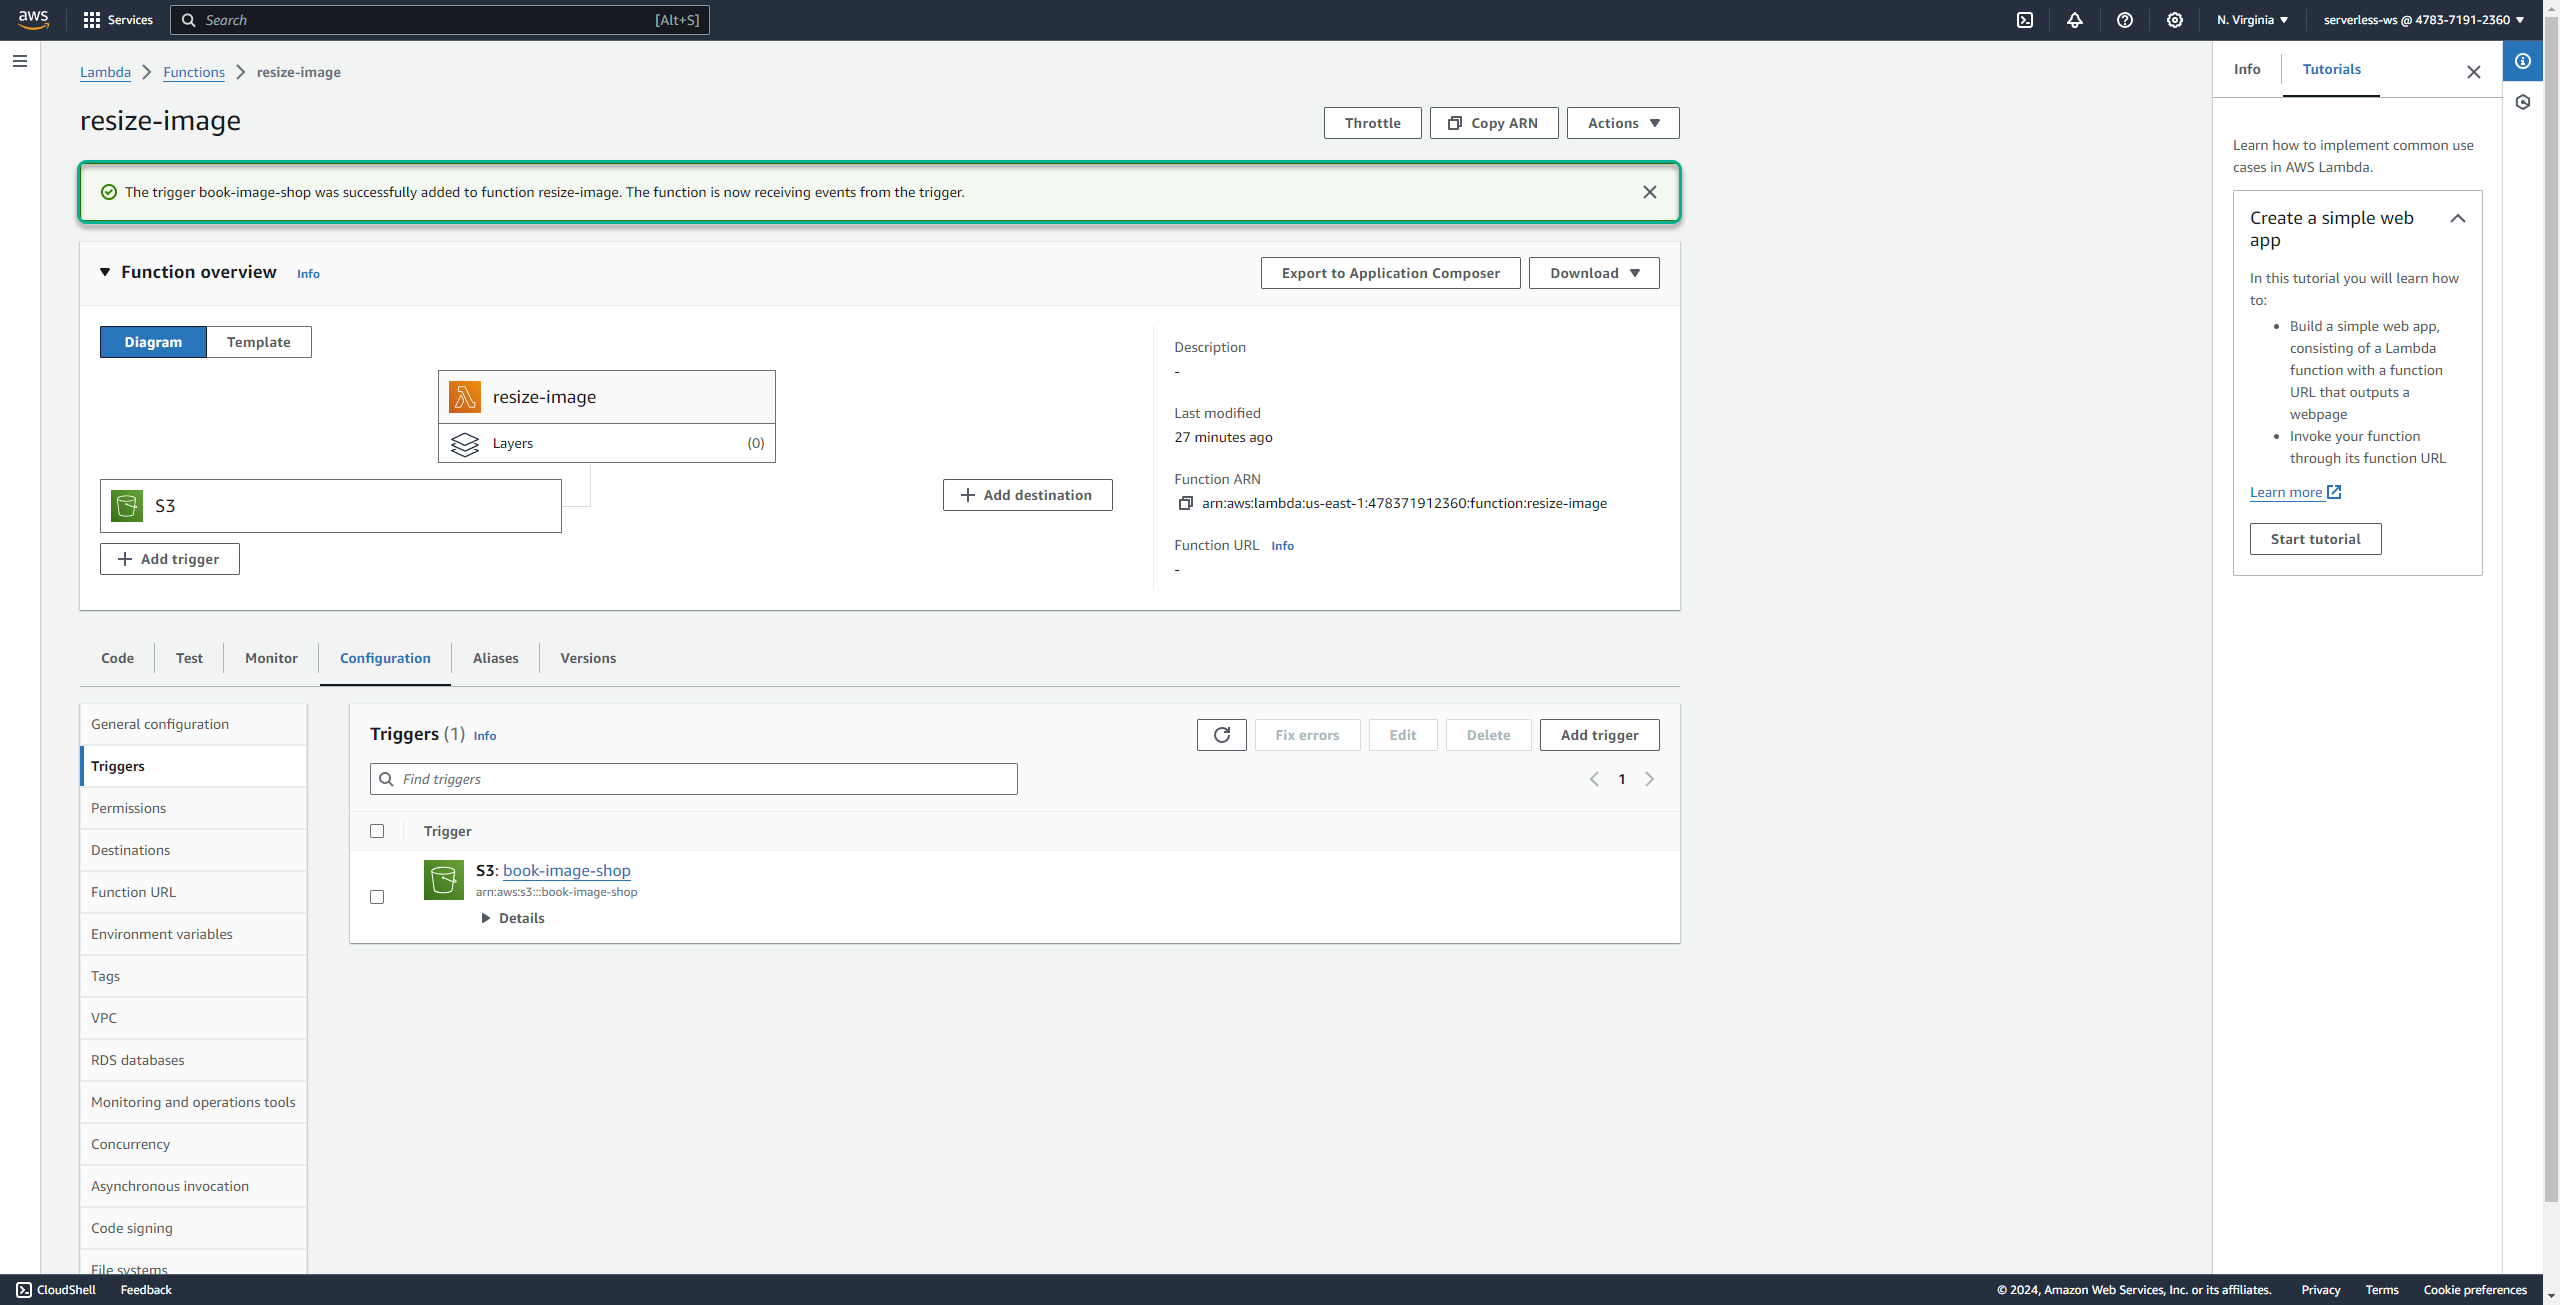 aws
Services
Search
[Alt+S]
N. Virginia
serverless-ws @ 4783-7191-2360
Lambda
Functions
resize-image
resize-image
Throttle
Copy ARN
Actions
The trigger book-image-shop was successfully added to function resize-image. The function is now receiving events from the trigger.
Function overview
Info
Export to Application Composer
Download
Diagram
Template
resize-image
Layers
(0)
S3
Add trigger
Add destination
Description
-
Last modified
27 minutes ago
Function ARN
arn:aws:lambda:us-east-1:478371912360:function:resize-image
Function URL
Info
-
Code
Test
Monitor
Configuration
Aliases
Versions
General configuration
Triggers
Permissions
Destinations
Function URL
Environment variables
Tags
VPC
RDS databases
Monitoring and operations tools
Concurrency
Asynchronous invocation
Code signing
File systems
Triggers (1)
Info
Fix errors
Edit
Delete
Add trigger
Find triggers
1
Trigger
S3: book-image-shop
arn:aws:s3:::book-image-shop
Details
Info
Tutorials
Learn how to implement common use
cases in AWS Lambda.
Create a simple web
app
In this tutorial you will learn how
to:
• Build a simple web app,
consisting of a Lambda
function with a function
URL that outputs a
webpage
• Invoke your function
through its function URL
Learn more
Start tutorial
CloudShell
Feedback
© 2024, Amazon Web Services, Inc. or its affiliates.
Privacy
Terms
Cookie preferences